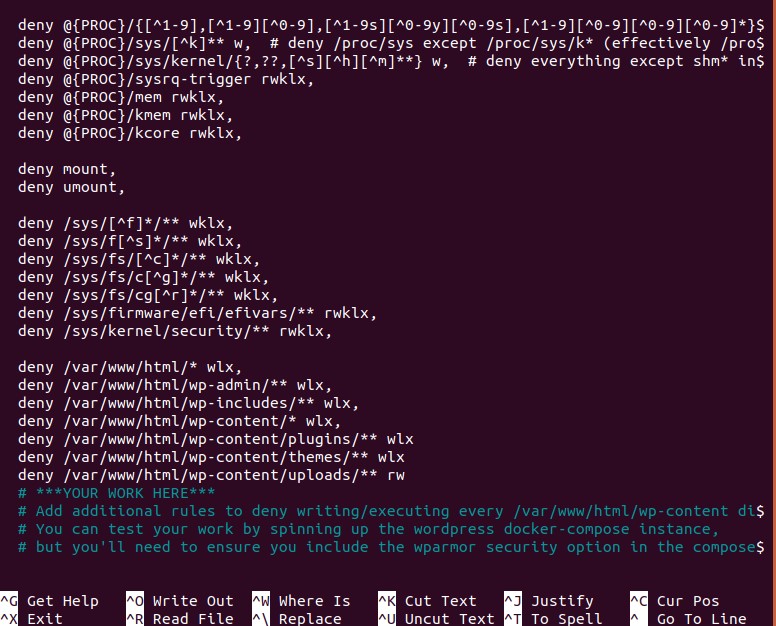 deny @{PROC}/{[^1-9],[^1-9][^0-9],[^1-9s][^0-9y][^0-9s],[^1-9][^0-9][^0-9][^0-9]*}$
deny @{PROC}/sys/[^k]** w,  # deny /proc/sys except /proc/sys/k* (effectively /pro$
deny @{PROC}/sys/kernel/{?,??,[^s][^h][^m]**} w,  # deny everything except shm* in$
deny @{PROC}/sysrq-trigger rwklx,
deny @{PROC}/mem rwklx,
deny @{PROC}/kmem rwklx,
deny @{PROC}/kcore rwklx,
deny mount,
deny umount,
deny /sys/[^f]*/** wklx,
deny /sys/f[^s]*/** wklx,
deny /sys/fs/[^c]*/** wklx,
deny /sys/fs/c[^g]*/** wklx,
deny /sys/fs/cg[^r]*/** wklx,
deny /sys/firmware/efi/efivars/** rwklx,
deny /sys/kernel/security/** rwklx,
deny /var/www/html/* wlx,
deny /var/www/html/wp-admin/** wlx,
deny /var/www/html/wp-includes/** wlx,
deny /var/www/html/wp-content/* wlx,
deny /var/www/html/wp-content/plugins/** wlx
deny /var/www/html/wp-content/themes/** wlx
deny /var/www/html/wp-content/uploads/** rw
# ***YOUR WORK HERE***
# Add additional rules to deny writing/executing every /var/www/html/wp-content di$
# You can test your work by spinning up the wordpress docker-compose instance,
# but you'll need to ensure you include the wparmor security option in the compose$
^G Get Help ^O Write Out ^W Where Is ^K Cut Text ^J Justify ^C Cur Pos
^X Exit ^R Read File ^\ Replace ^U Uncut Text ^T To Spell ^_ Go To Line